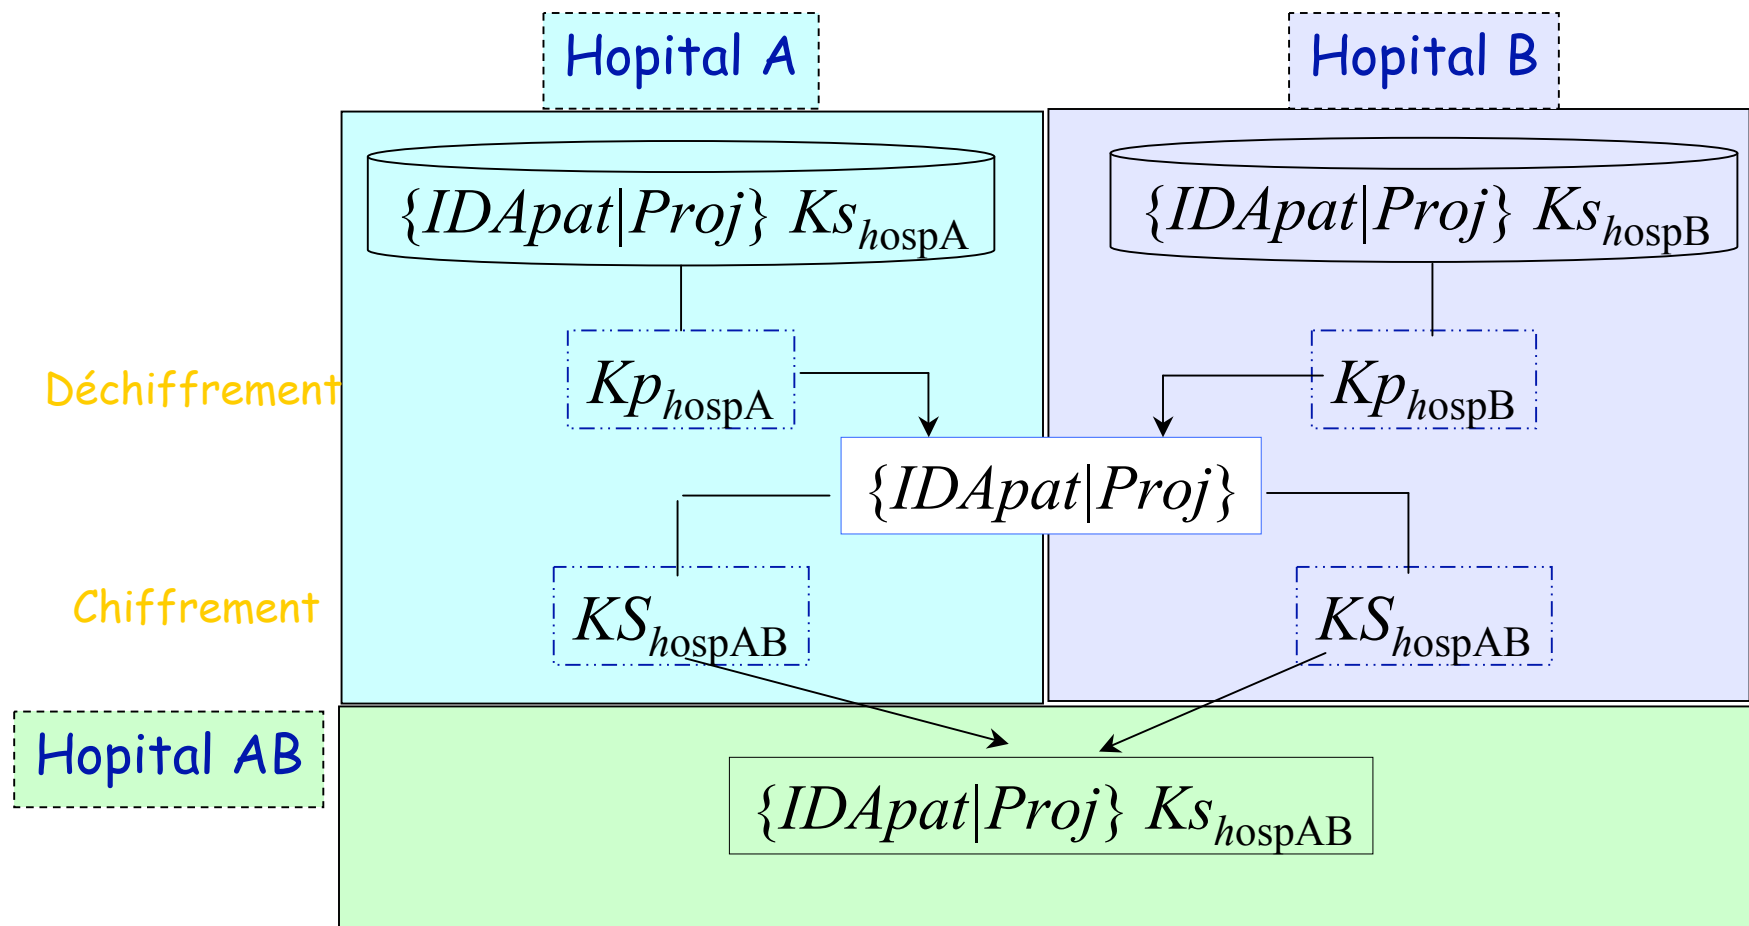 Hopital A
Hopital B
{IDApat|Proj} Ks_hospA
{IDApat|Proj} Ks_hospB
Déchiffrement
Kp_hospA
Kp_hospB
{IDApat|Proj}
Chiffrement
KS_hospAB
KS_hospAB
Hopital AB
{IDApat|Proj} Ks_hospAB